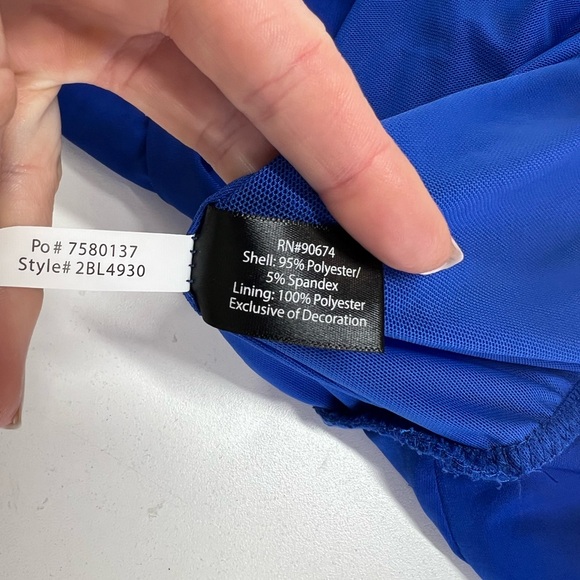 Po# 7580137
Style# 2BL4930
RN#90674
Shell: 95% Polyester/
5% Spandex
Lining: 100% Polyester
Exclusive of Decoration